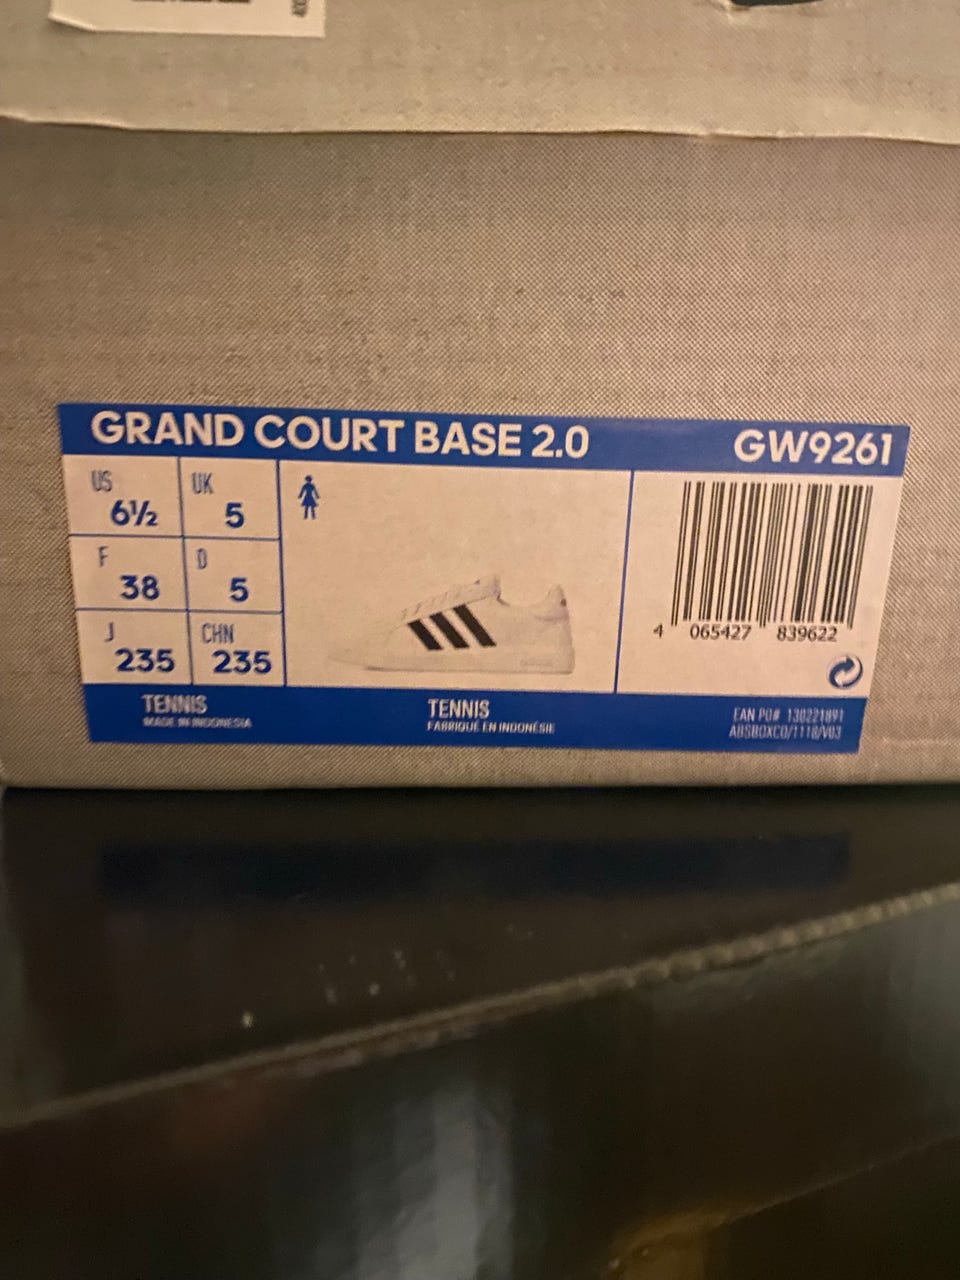 GRAND COURT BASE 2.0 GW9261
US 6½ UK 5
F 38 D 5
J 235 CHN 235
4 065427 839622
TENNIS
MADE IN INDONESIA
TENNIS
FABRIQUÉ EN INDONÉSIE
EAN PO# 130221891
ABSBOXCO/1118/V03